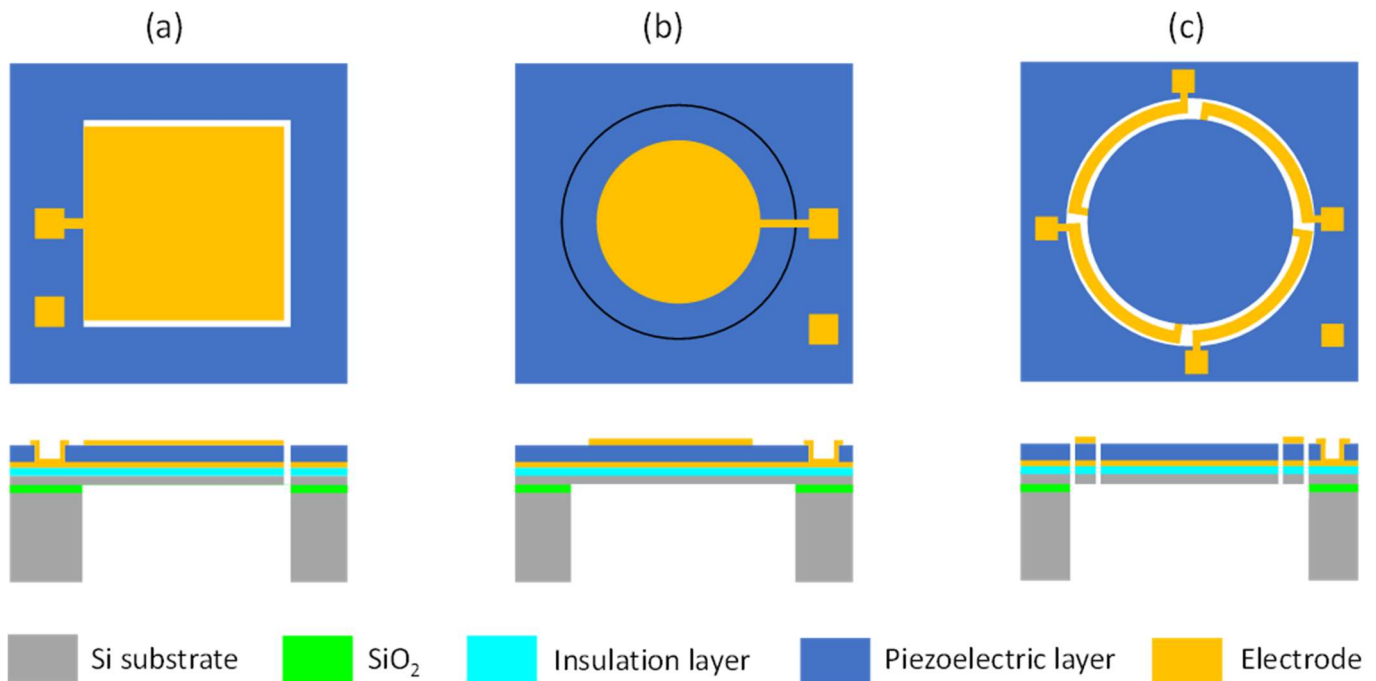 (a) (b) (c)
Si substrate SiO₂ Insulation layer Piezoelectric layer Electrode